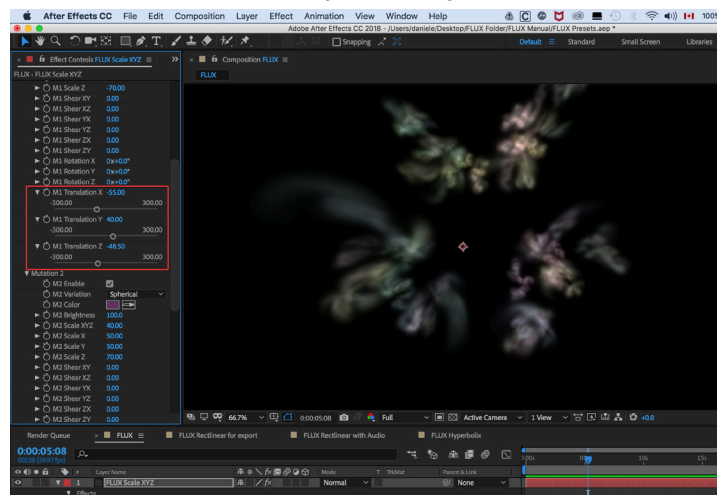 After Effects CC File Edit Composition Layer Effect Animation View Window Help 100%
Adobe After Effects CC 2018 - /Users/daniele/Desktop/FLUX Folder/FLUX Manual/FLUX Presets.aep *
Snapping Default Standard Small Screen Libraries
Effect Controls FLUX Scale XYZ Composition FLUX
FLUX • FLUX Scale XYZ FLUX
M1 Scale Z -70.00
M1 Shear XY 0.00
M1 Shear XZ 0.00
M1 Shear YX 0.00
M1 Shear YZ 0.00
M1 Shear ZX 0.00
M1 Shear ZY 0.00
M1 Rotation X 0x+0.0°
M1 Rotation Y 0x+0.0°
M1 Rotation Z 0x+0.0°
M1 Translation X -55.00
-300.00 300.00
M1 Translation Y 40.00
-300.00 300.00
M1 Translation Z -48.50
-300.00 300.00
Mutation 2
M2 Enable
M2 Variation Spherical
M2 Color
M2 Brightness 100.0
M2 Scale XYZ 40.00
M2 Scale X 50.00
M2 Scale Y 50.00
M2 Scale Z 70.00
M2 Shear XY 0.00
M2 Shear XZ 0.00
M2 Shear YX 0.00
M2 Shear YZ 0.00
M2 Shear ZX 0.00
M2 Shear ZY 0.00
66.7% 0:00:05:08 Full Active Camera 1 View +0.0
Render Queue FLUX FLUX Rectlinear for export FLUX Rectlinear with Audio FLUX Hyperbolix
0:00:05:08
00158 (29.97 fps) 05s 10s 15s
# Layer Name Mode T TrkMat Parent & Link
1 FLUX Scale XYZ Normal None
Effects